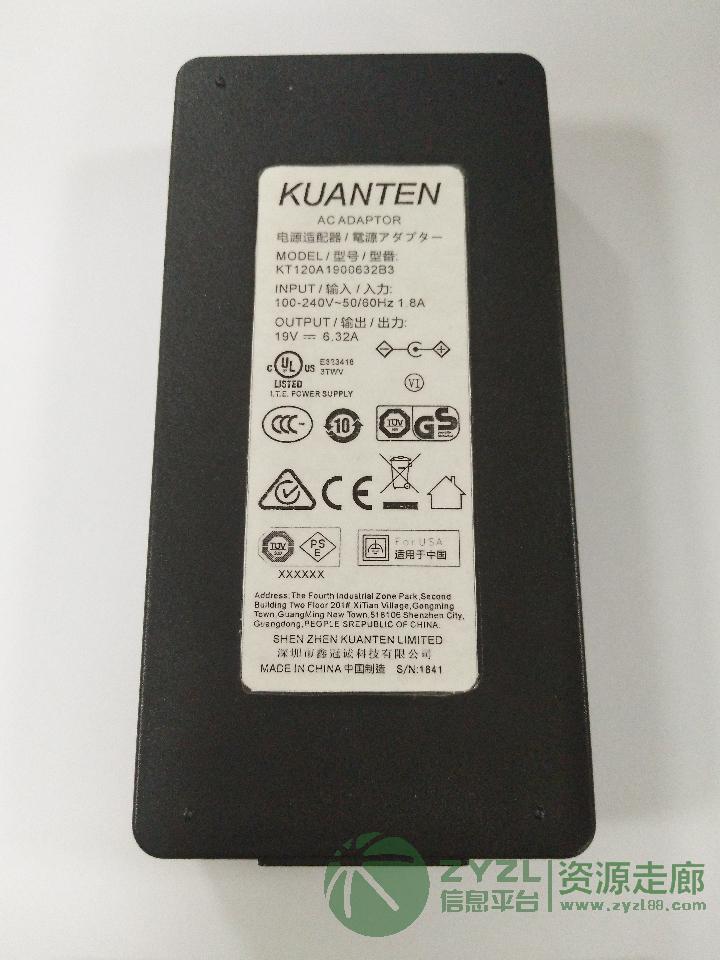 KUANTEN
AC ADAPTOR
电源适配器 / 電源アダプター
MODEL / 型号 / 型番:
KT120A1900632B3
INPUT / 输入 / 入力:
100-240V~50/60Hz 1.8A
OUTPUT / 输出 / 出力:
19V ⎓ 6.32A
C UL US E323418
3TWV
LISTED
I.T.E. POWER SUPPLY
VI
CCC 10 TÜV GS
CE
TÜV PS E For USA
适用于中国
XXXXXX
Address, The Fourth Industrial Zone Park, Second
Building Two Floor 201# XiTian Village, Gongming
Town, GuangMing New Town, 518106 Shenzhen City,
Guangdong, PEOPLE SREPUBLIC OF CHINA.
SHEN ZHEN KUANTEN LIMITED
深圳市鑫冠诚科技有限公司
MADE IN CHINA 中国制造 S/N:1841
ZYZL
信息平台
资源走廊
www.zyzl88.com